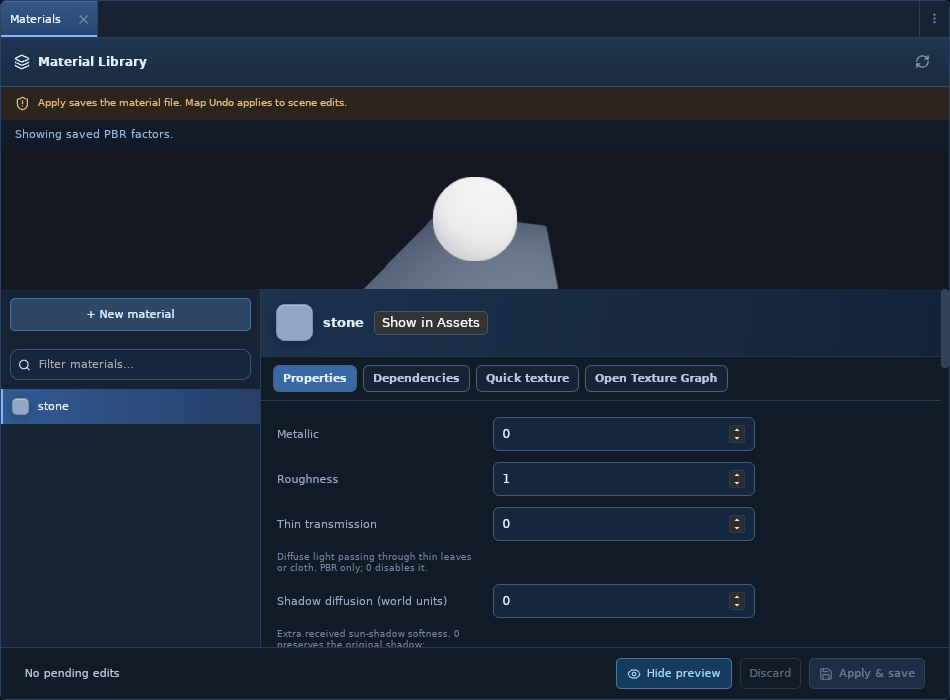 Materials
Material Library
Apply saves the material file. Map Undo applies to scene edits.
Showing saved PBR factors.
+ New material
Filter materials...
stone
stone
Show in Assets
Properties
Dependencies
Quick texture
Open Texture Graph
Metallic
0
Roughness
1
Thin transmission
0
Diffuse light passing through thin leaves
or cloth. PBR only; 0 disables it.
Shadow diffusion (world units)
0
Extra received sun-shadow softness. 0
preserves the original shadow;
No pending edits
Hide preview
Discard
Apply & save